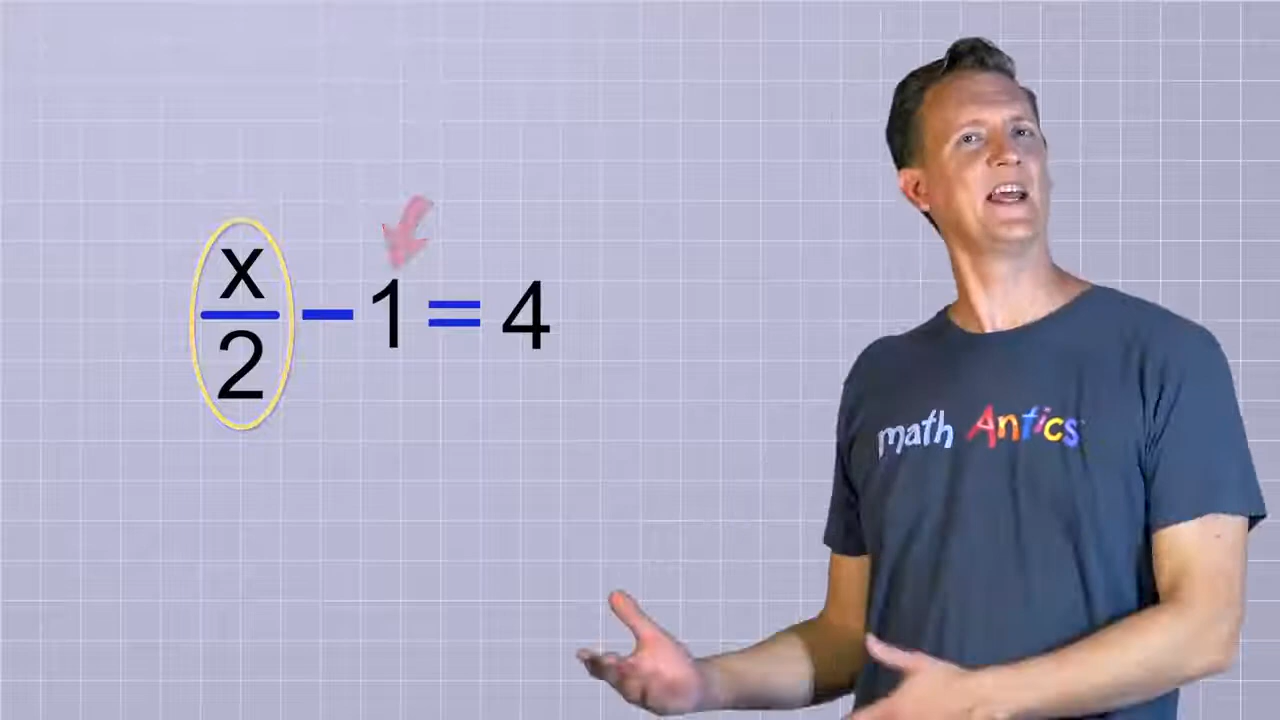 x/2 − 1 = 4
math Antics